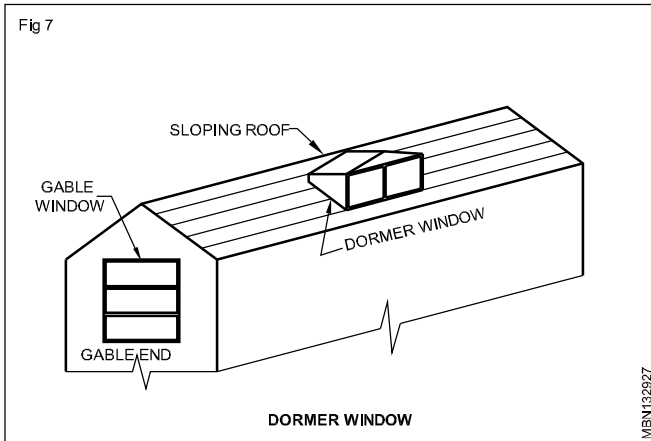 Fig 7
SLOPING ROOF
GABLE
WINDOW
DORMER WINDOW
GABLE END
DORMER WINDOW
MBN132927